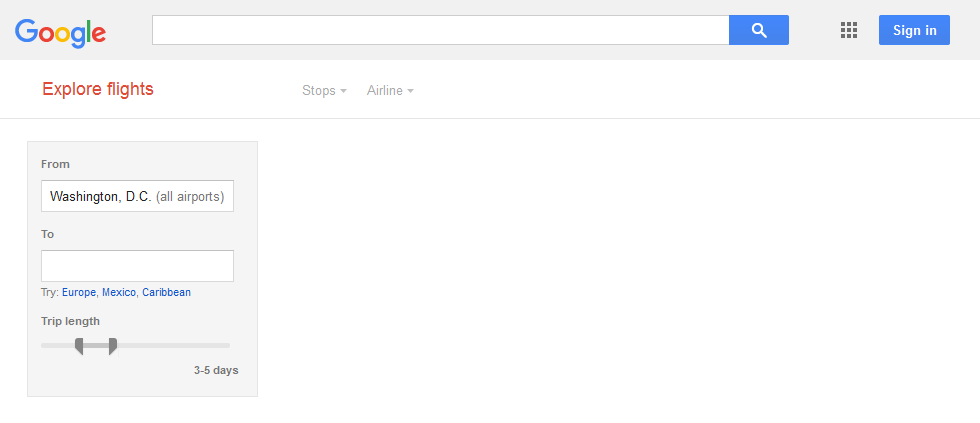 Google
Sign in
Explore flights
Stops
Airline
From
Washington, D.C. (all airports)
To
Try: Europe, Mexico, Caribbean
Trip length
3-5 days